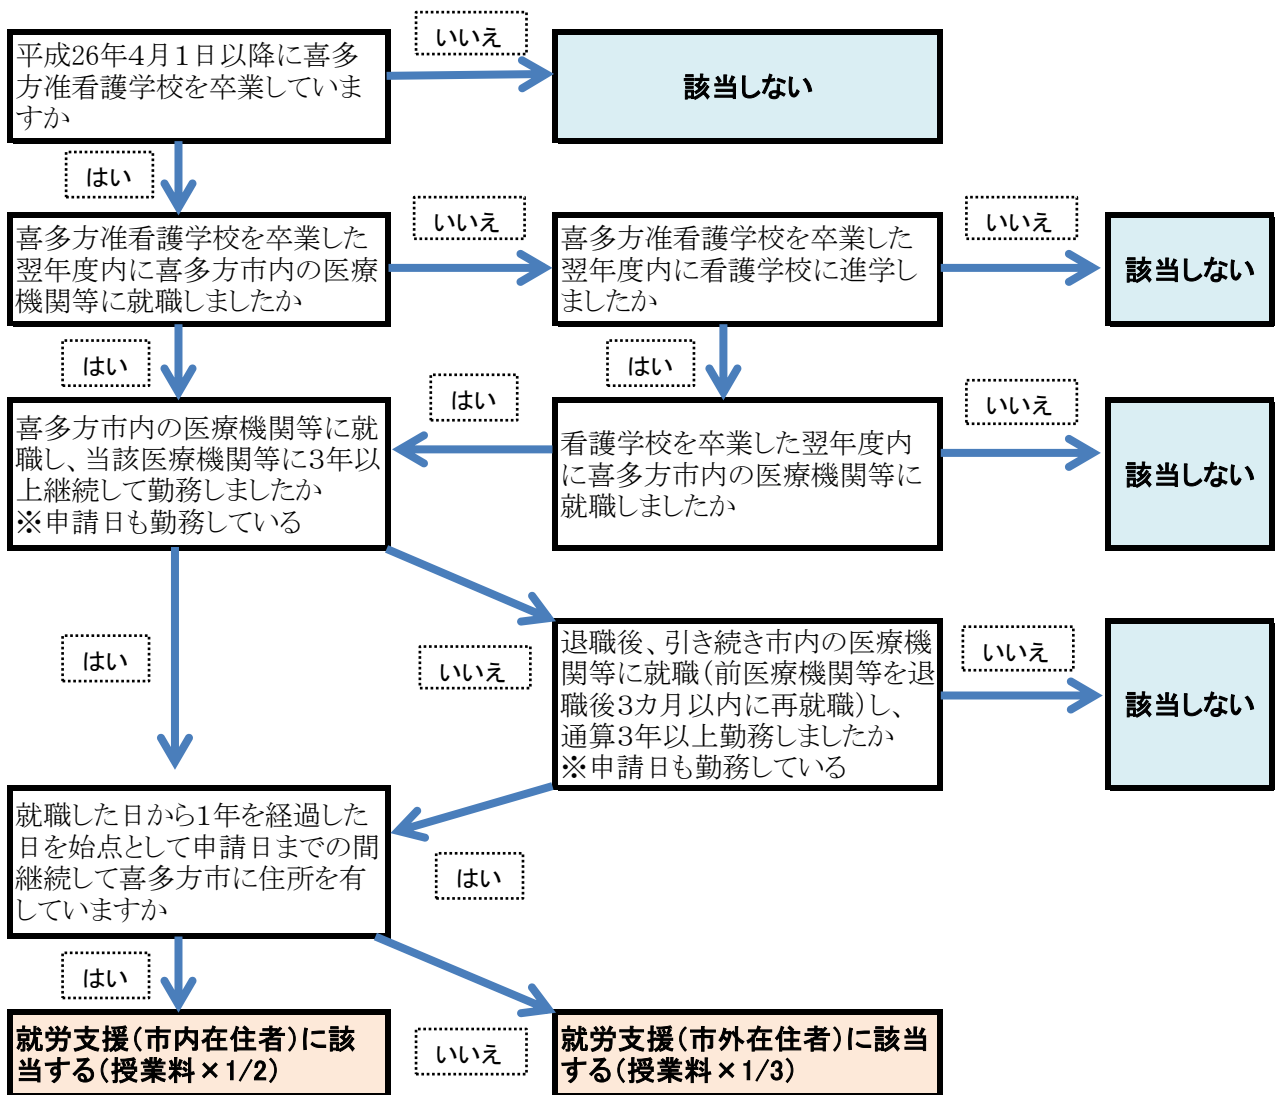 平成26年4月1日以降に喜多
方准看護学校を卒業していま
すか
いいえ
該当しない
はい
喜多方准看護学校を卒業した
翌年度内に喜多方市内の医療
機関等に就職しましたか
いいえ
喜多方准看護学校を卒業した
翌年度内に看護学校に進学し
ましたか
いいえ
該当しない
はい
はい
喜多方市内の医療機関等に就
職し、当該医療機関等に3年以
上継続して勤務しましたか
※申請日も勤務している
はい
看護学校を卒業した翌年度内
に喜多方市内の医療機関等に
就職しましたか
いいえ
該当しない
はい
いいえ
退職後、引き続き市内の医療機
関等に就職(前医療機関等を退
職後3カ月以内に再就職)し、
通算3年以上勤務しましたか
※申請日も勤務している
いいえ
該当しない
就職した日から1年を経過した
日を始点として申請日までの間
継続して喜多方市に住所を有
していますか
はい
はい
就労支援(市内在住者)に該
当する(授業料×1/2)
いいえ
就労支援(市外在住者)に該当
する(授業料×1/3)